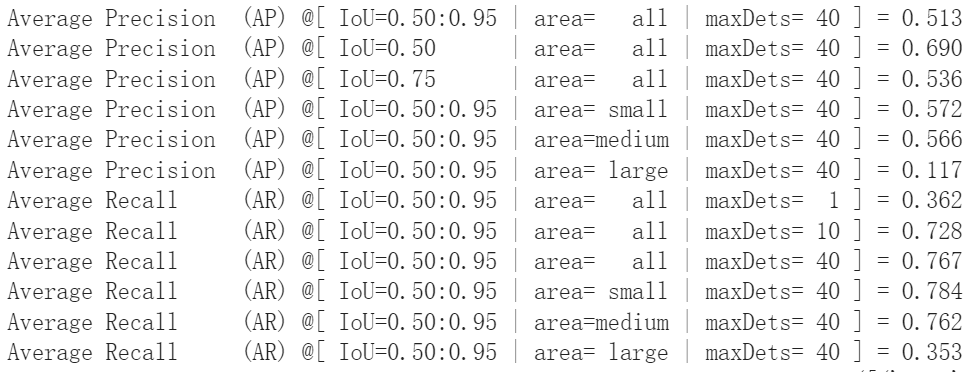 Average Precision  (AP) @[ IoU=0.50:0.95 | area=   all | maxDets= 40 ] = 0.513
Average Precision  (AP) @[ IoU=0.50      | area=   all | maxDets= 40 ] = 0.690
Average Precision  (AP) @[ IoU=0.75      | area=   all | maxDets= 40 ] = 0.536
Average Precision  (AP) @[ IoU=0.50:0.95 | area= small | maxDets= 40 ] = 0.572
Average Precision  (AP) @[ IoU=0.50:0.95 | area=medium | maxDets= 40 ] = 0.566
Average Precision  (AP) @[ IoU=0.50:0.95 | area= large | maxDets= 40 ] = 0.117
Average Recall     (AR) @[ IoU=0.50:0.95 | area=   all | maxDets=  1 ] = 0.362
Average Recall     (AR) @[ IoU=0.50:0.95 | area=   all | maxDets= 10 ] = 0.728
Average Recall     (AR) @[ IoU=0.50:0.95 | area=   all | maxDets= 40 ] = 0.767
Average Recall     (AR) @[ IoU=0.50:0.95 | area= small | maxDets= 40 ] = 0.784
Average Recall     (AR) @[ IoU=0.50:0.95 | area=medium | maxDets= 40 ] = 0.762
Average Recall     (AR) @[ IoU=0.50:0.95 | area= large | maxDets= 40 ] = 0.353